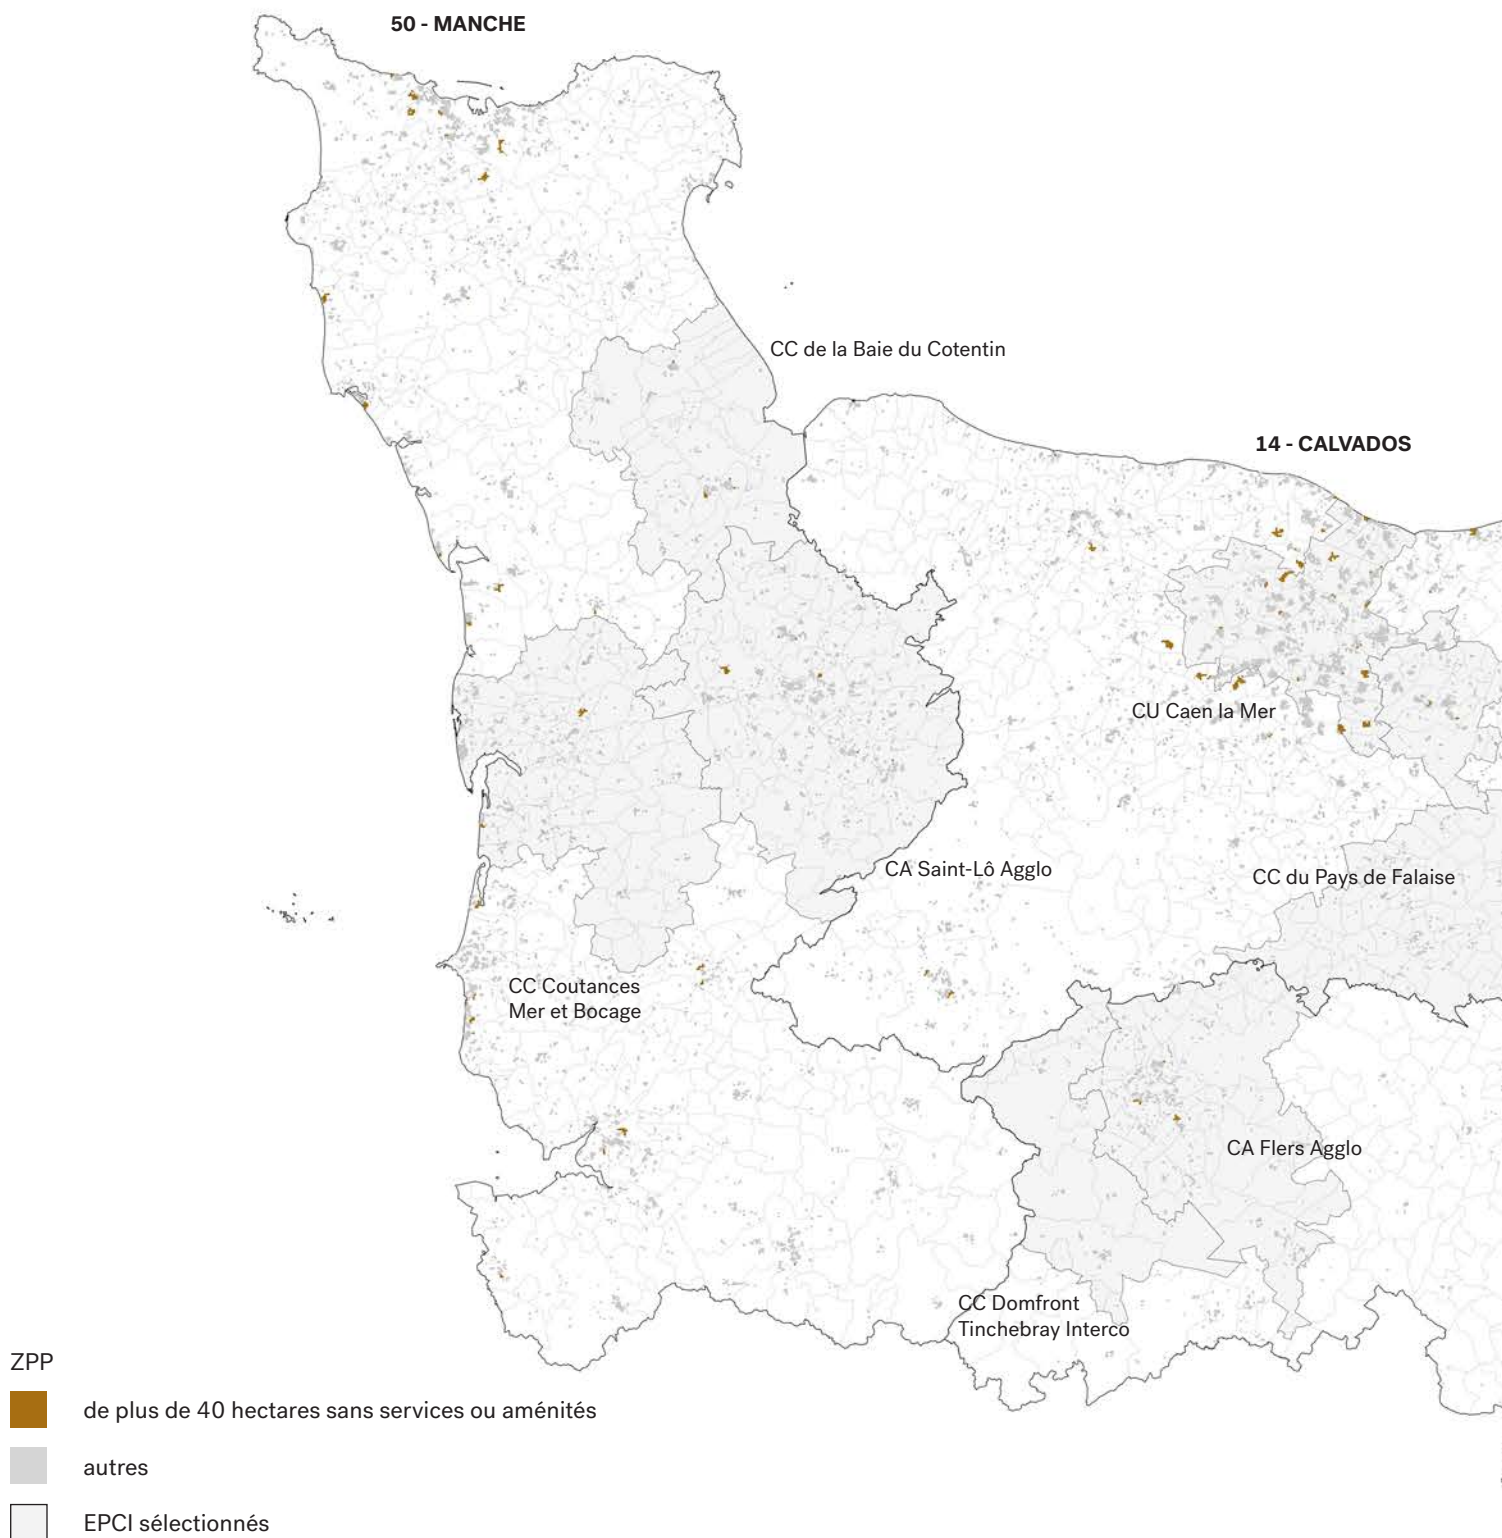 50 - MANCHE
CC de la Baie du Cotentin
14 - CALVADOS
CU Caen la Mer
CA Saint-Lô Agglo
CC du Pays de Falaise
CC Coutances
Mer et Bocage
CA Flers Agglo
CC Domfront
Tinchebray Interco
ZPP
de plus de 40 hectares sans services ou aménités
autres
EPCI sélectionnés